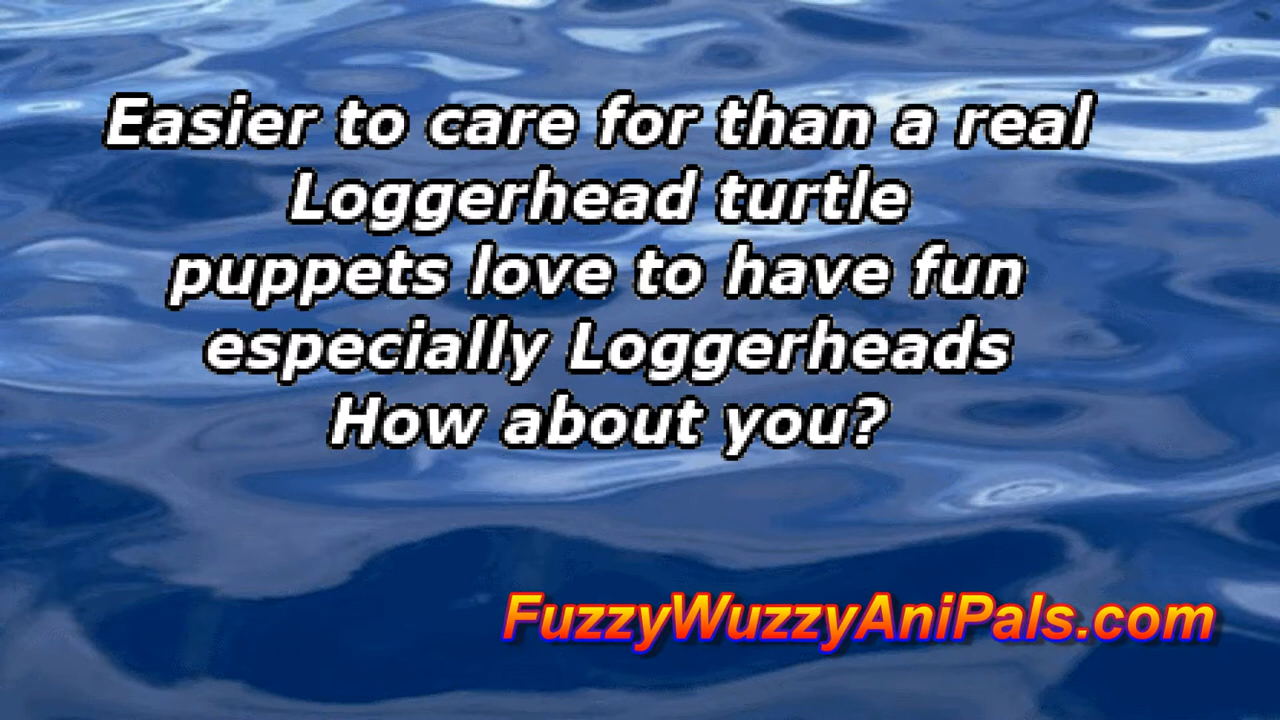 Easier to care for than a real
Loggerhead turtle
puppets love to have fun
especially Loggerheads
How about you?
FuzzyWuzzyAniPals.com